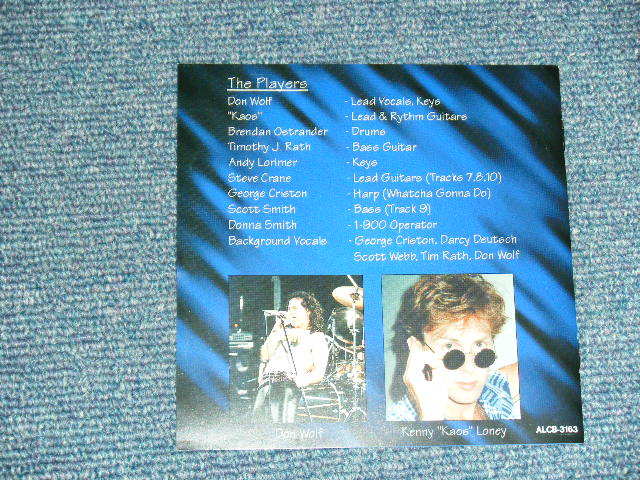 The Players
Don Wolf - Lead Vocals, Keys
"Kaos" - Lead & Rythm Guitars
Brendan Ostrander - Drums
Timothy J. Rath - Bass Guitar
Andy Lorimer - Keys
Steve Crane - Lead Guitars (Tracks 7,8,10)
George Criston - Harp (Whatcha Gonna Do)
Scott Smith - Bass (Track 9)
Donna Smith - 1-900 Operator
Background Vocals - George Criston, Darcy Deutsch
Scott Webb, Tim Rath, Don Wolf
Don Wolf
Kenny "Kaos" Loney
ALCB-3163